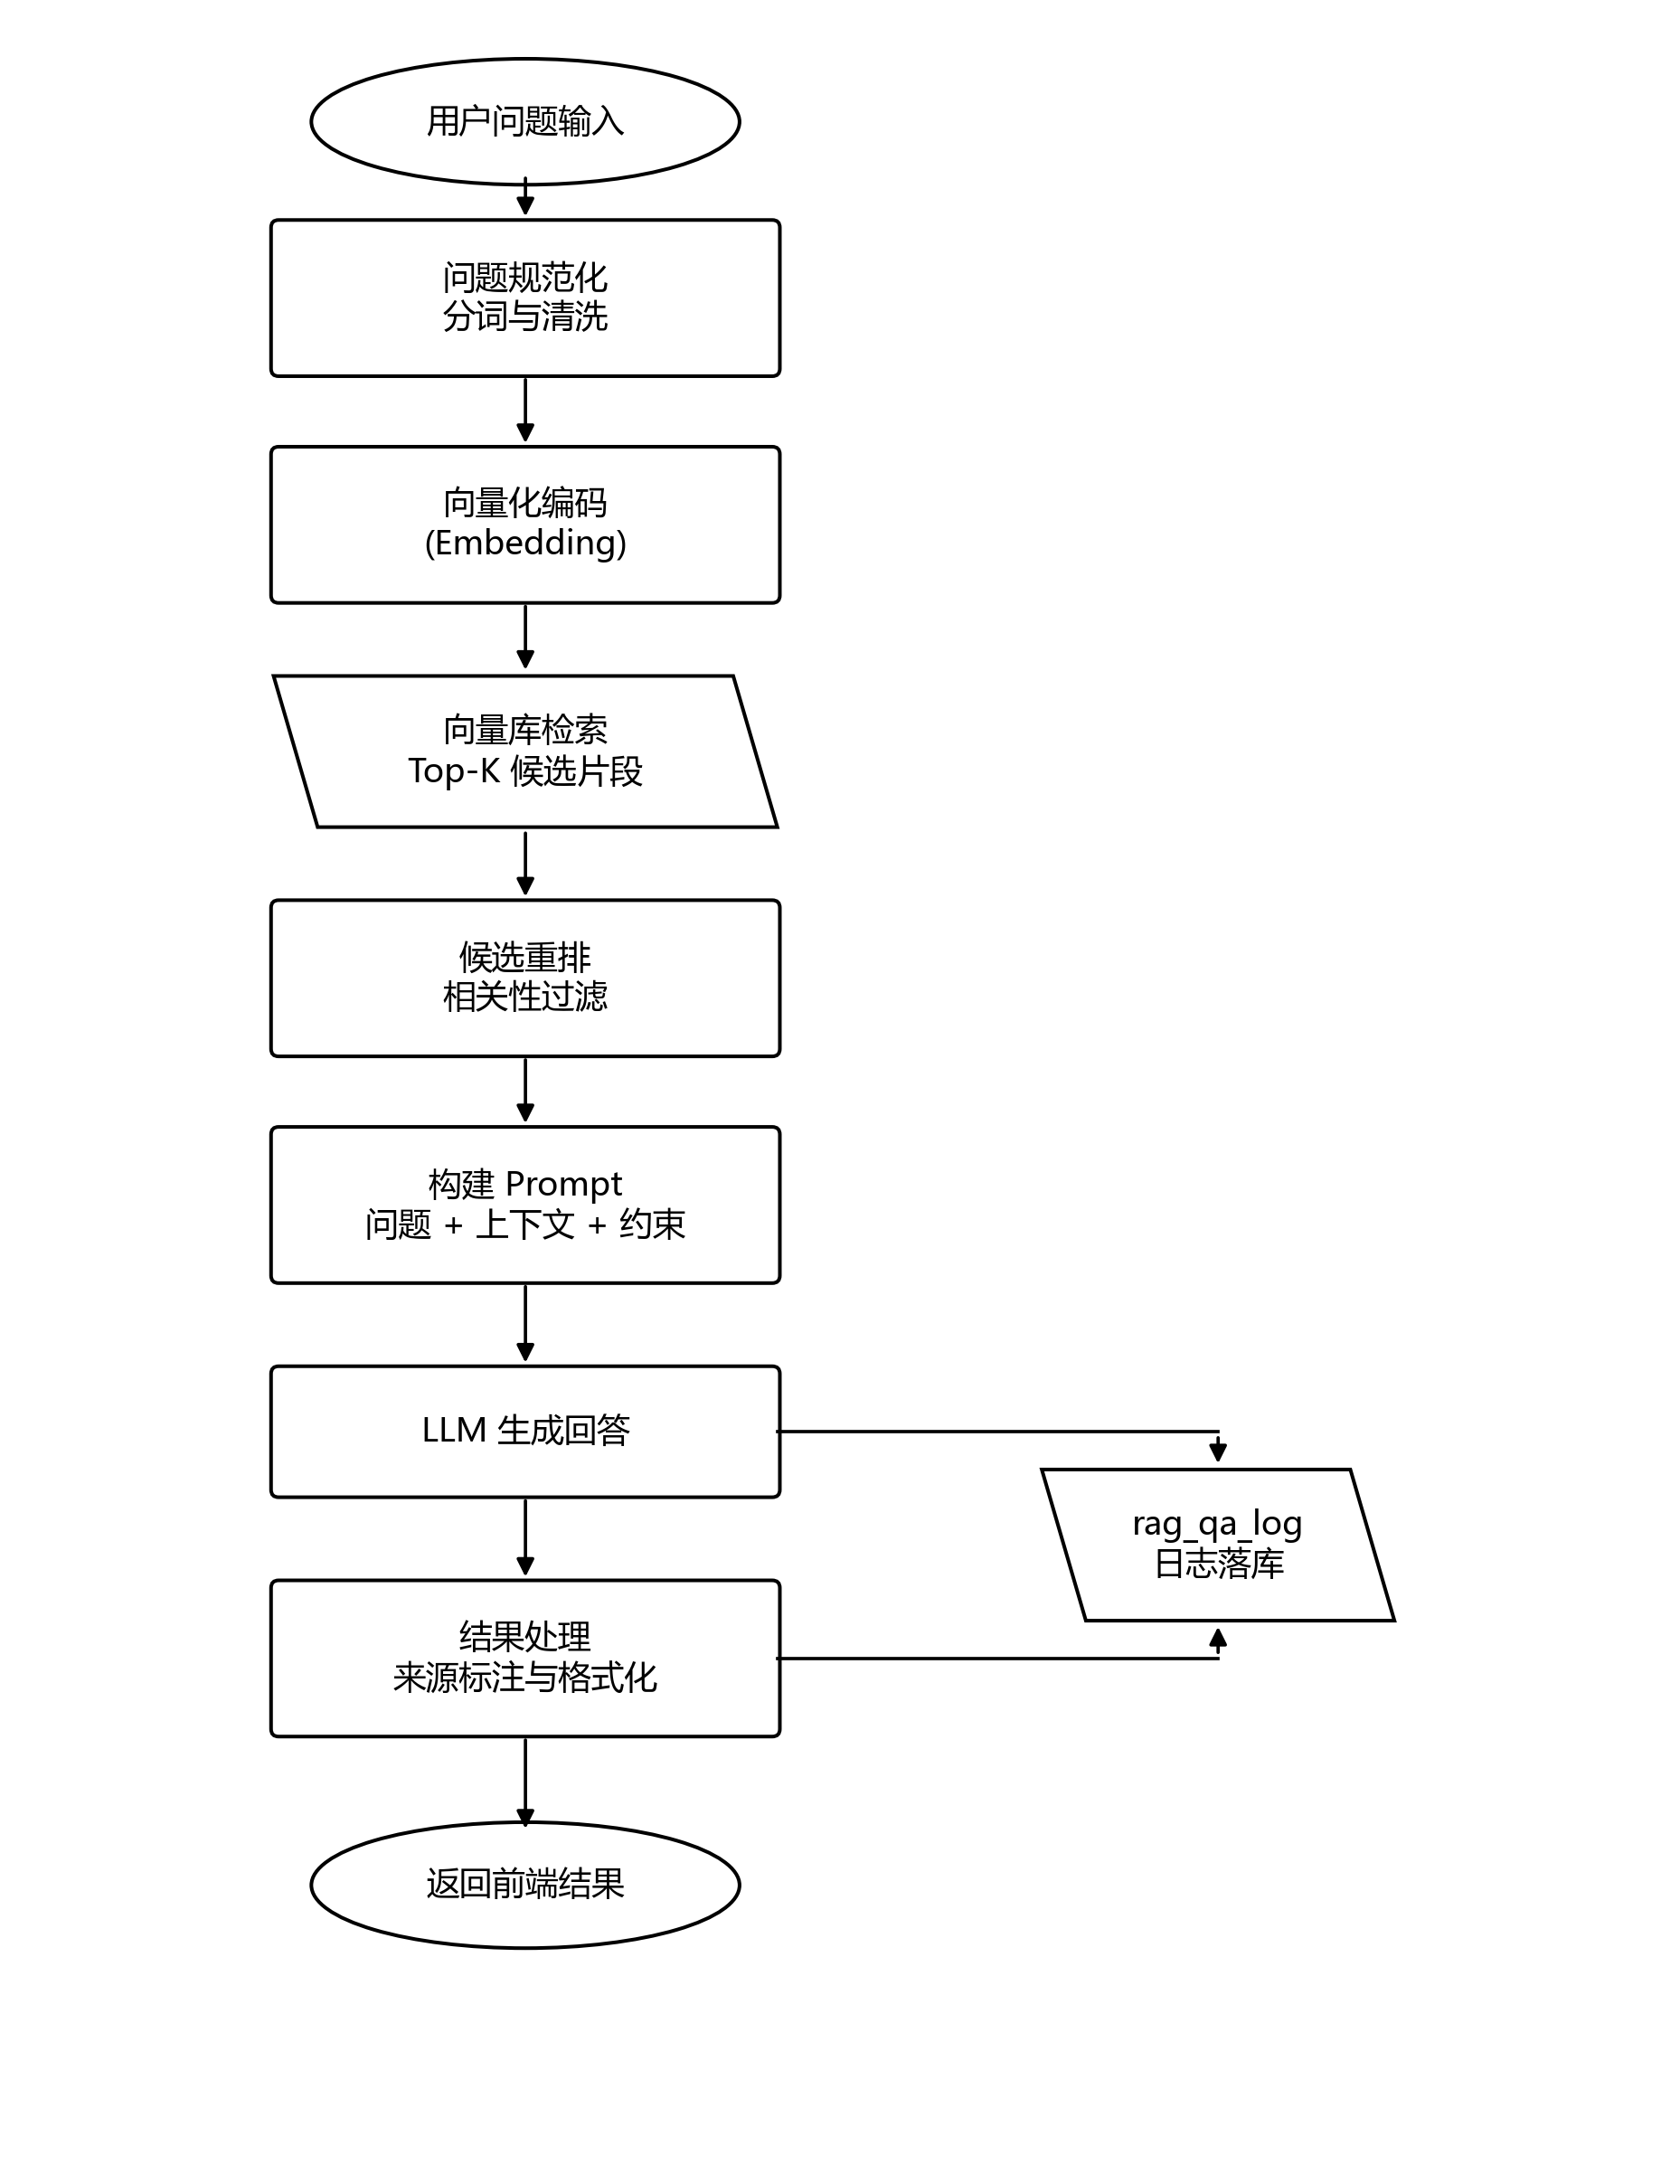 用户问题输入
问题规范化
分词与清洗
向量化编码
(Embedding)
向量库检索
Top-K 候选片段
候选重排
相关性过滤
构建 Prompt
问题 + 上下文 + 约束
LLM 生成回答
rag_qa_log
日志落库
结果处理
来源标注与格式化
返回前端结果